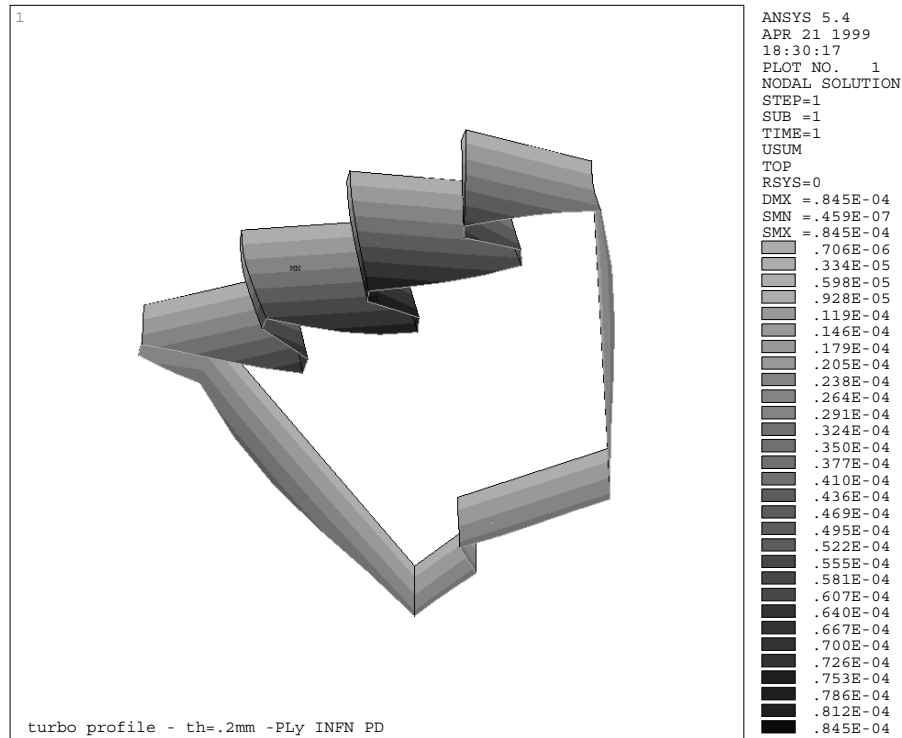 1
ANSYS 5.4
APR 21 1999
18:30:17
PLOT NO. 1
NODAL SOLUTION
STEP=1
SUB =1
TIME=1
USUM
TOP
RSYS=0
DMX =.845E-04
SMN =.459E-07
SMX =.845E-04
.706E-06
.334E-05
.598E-05
.928E-05
.119E-04
.146E-04
.179E-04
.205E-04
.238E-04
.264E-04
.291E-04
.324E-04
.350E-04
.377E-04
.410E-04
.436E-04
.469E-04
.495E-04
.522E-04
.555E-04
.581E-04
.607E-04
.640E-04
.667E-04
.700E-04
.726E-04
.753E-04
.786E-04
.812E-04
.845E-04
MN
turbo profile - th=.2mm -PLy INFN PD